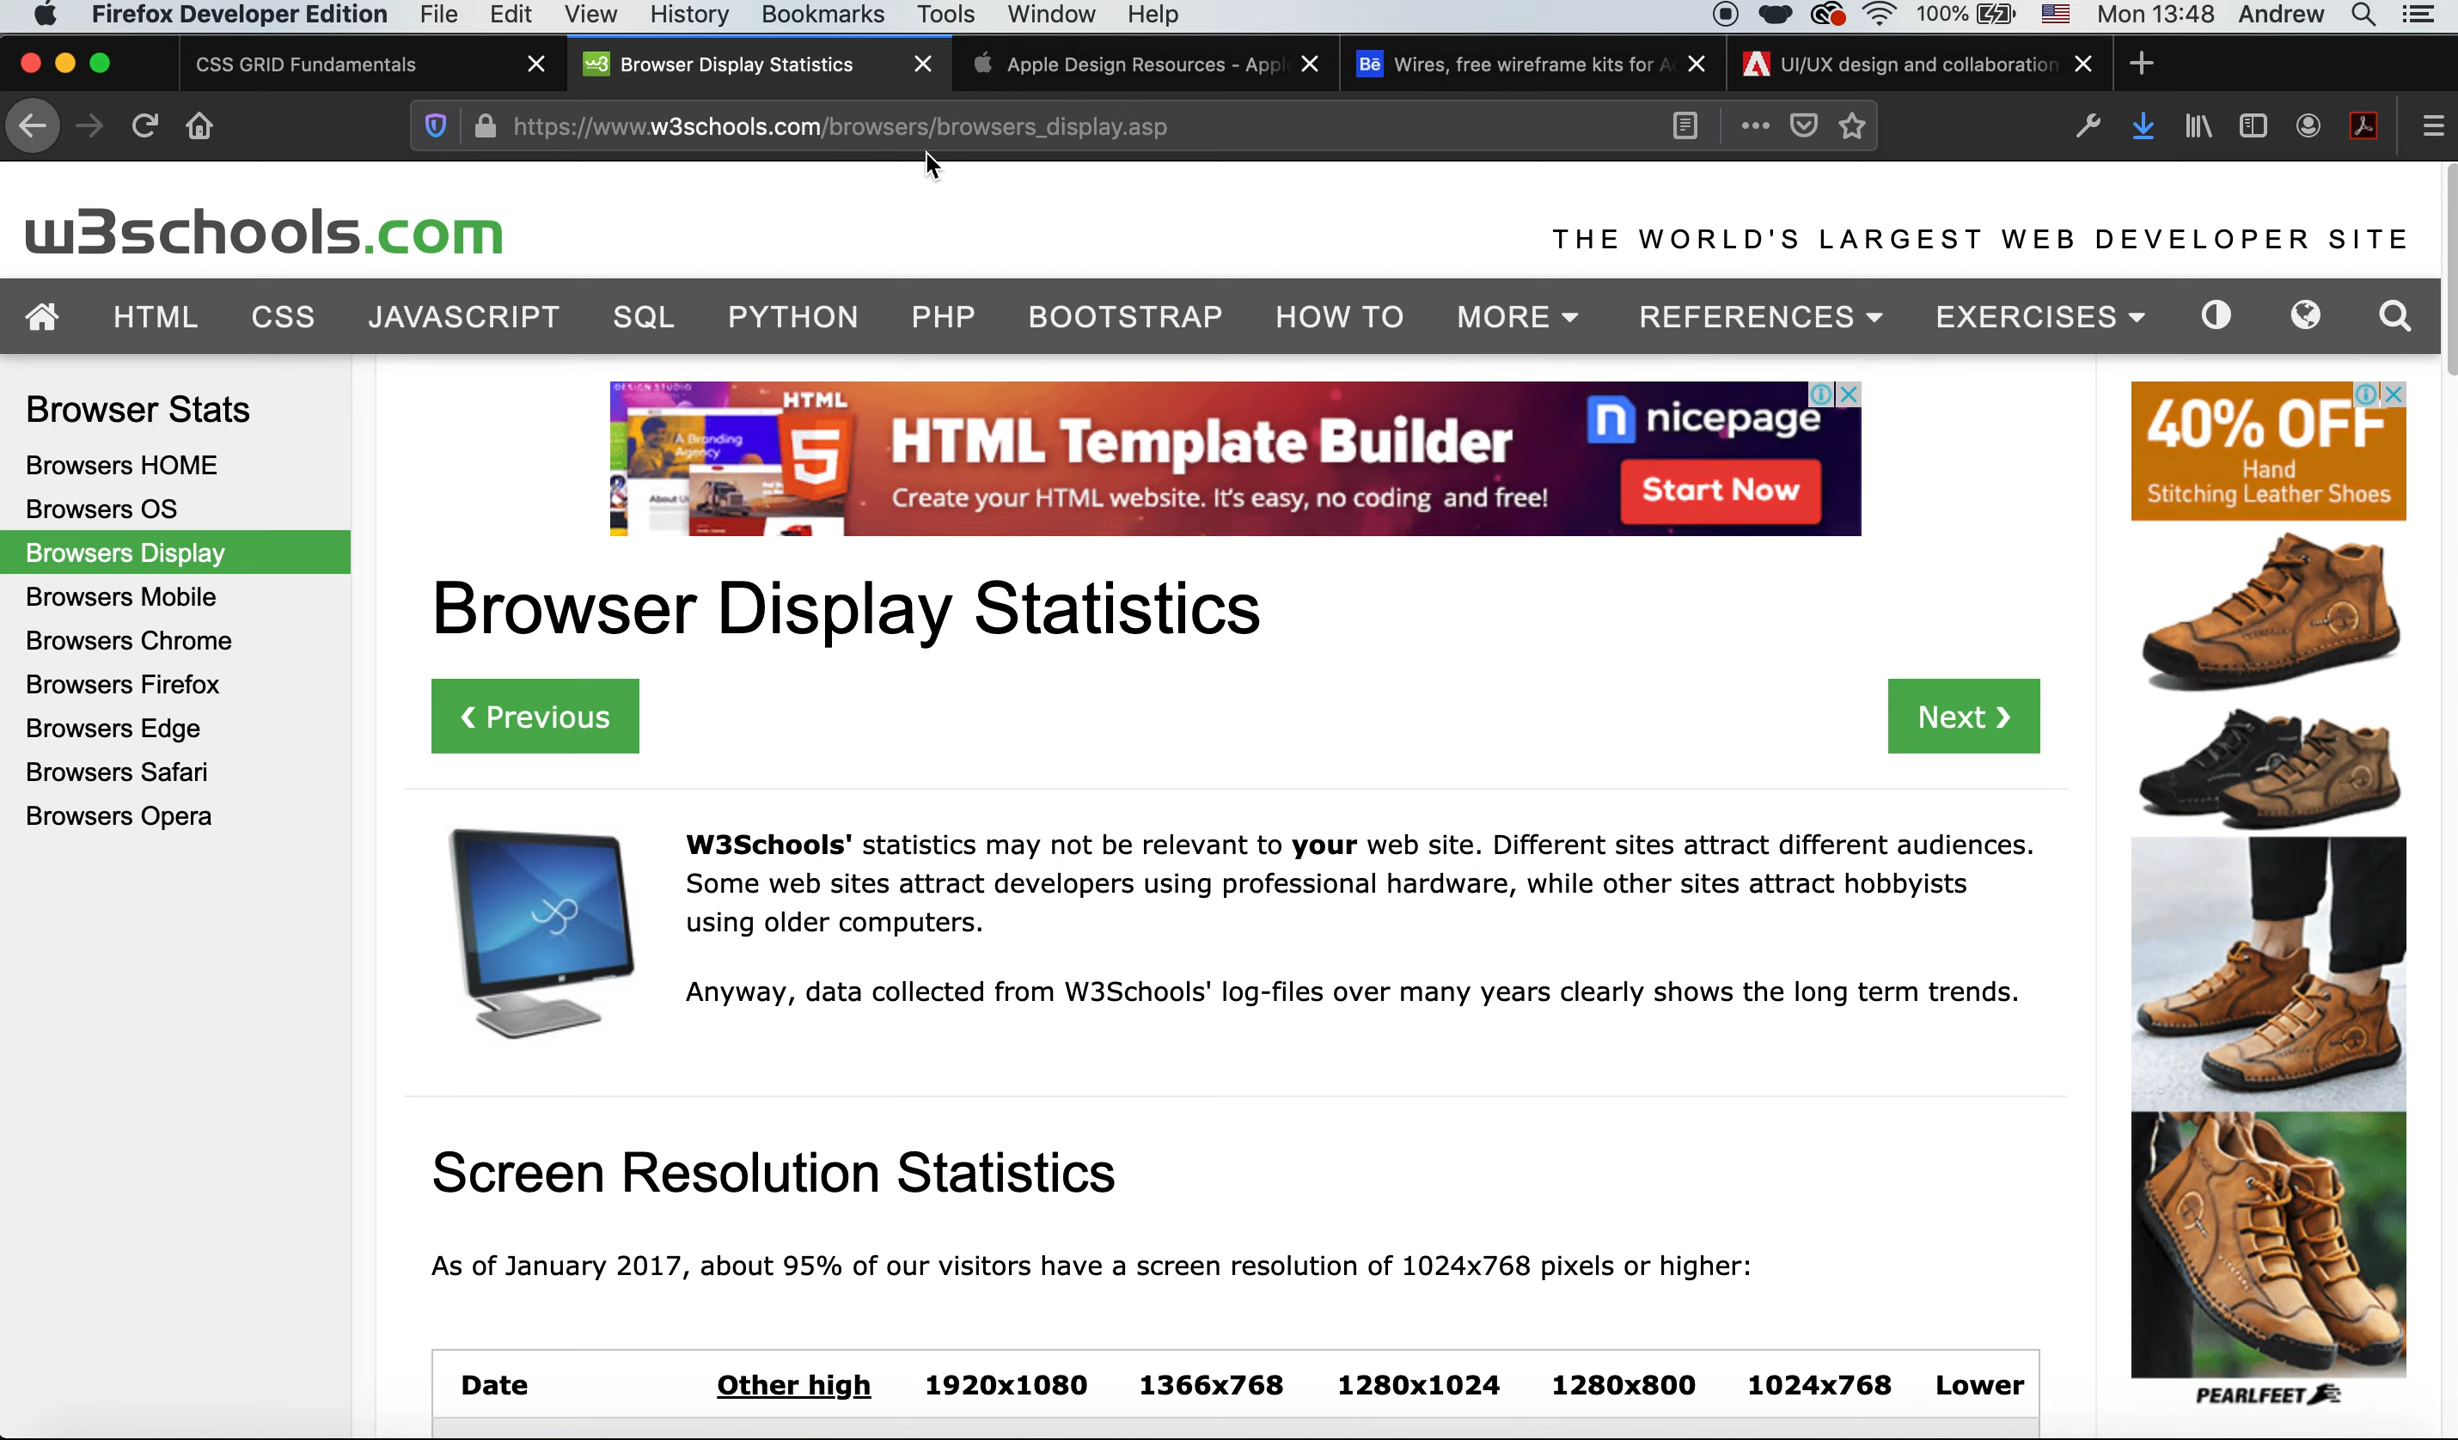 Firefox Developer Edition File Edit View History Bookmarks Tools Window Help 100% Mon 13:48 Andrew
CSS GRID Fundamentals
Browser Display Statistics
Apple Design Resources - Appl
Wires, free wireframe kits for A
UI/UX design and collaboration
https://www.w3schools.com/browsers/browsers_display.asp
w3schools.com
THE WORLD'S LARGEST WEB DEVELOPER SITE
HTML CSS JAVASCRIPT SQL PYTHON PHP BOOTSTRAP HOW TO MORE REFERENCES EXERCISES
Browser Stats
Browsers HOME
Browsers OS
Browsers Display
Browsers Mobile
Browsers Chrome
Browsers Firefox
Browsers Edge
Browsers Safari
Browsers Opera
DESIGN STUDIO
A Branding
Agency
About U
HTML
5
HTML Template Builder
Create your HTML website. It's easy, no coding and free!
nicepage
Start Now
Browser Display Statistics
❮ Previous
Next ❯
W3Schools' statistics may not be relevant to your web site. Different sites attract different audiences.
Some web sites attract developers using professional hardware, while other sites attract hobbyists
using older computers.
Anyway, data collected from W3Schools' log-files over many years clearly shows the long term trends.
Screen Resolution Statistics
As of January 2017, about 95% of our visitors have a screen resolution of 1024x768 pixels or higher:
Date Other high 1920x1080 1366x768 1280x1024 1280x800 1024x768 Lower
40% OFF
Hand
Stitching Leather Shoes
PEARLFEET